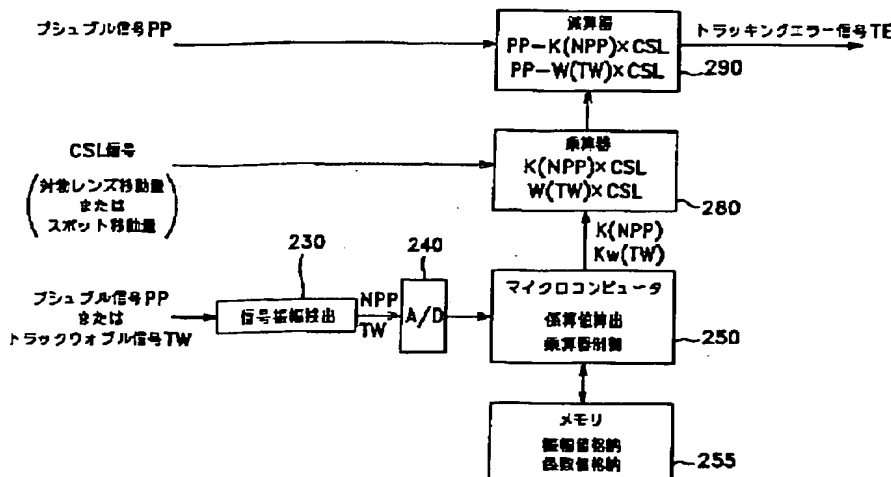 プシュプル信号PP
減算器
PP-K(NPP)×CSL
PP-W(TW)×CSL
トラッキングエラー信号TE
290
CSL信号
対物レンズ移動量
または
スポット移動量
乗算器
K(NPP)×CSL
W(TW)×CSL
280
K(NPP)
Kw(TW)
230
240
プシュプル信号PP
または
トラックウォブル信号TW
信号振幅検出
NPP
TW
A/D
マイクロコンピュータ
係算値算出
乗算器制御
250
メモリ
振幅値格納
係数値格納
255